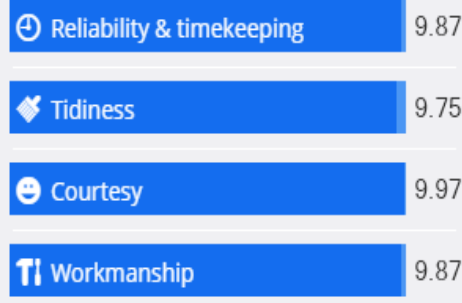 Reliability & timekeeping 9.87
Tidiness 9.75
Courtesy 9.97
Workmanship 9.87